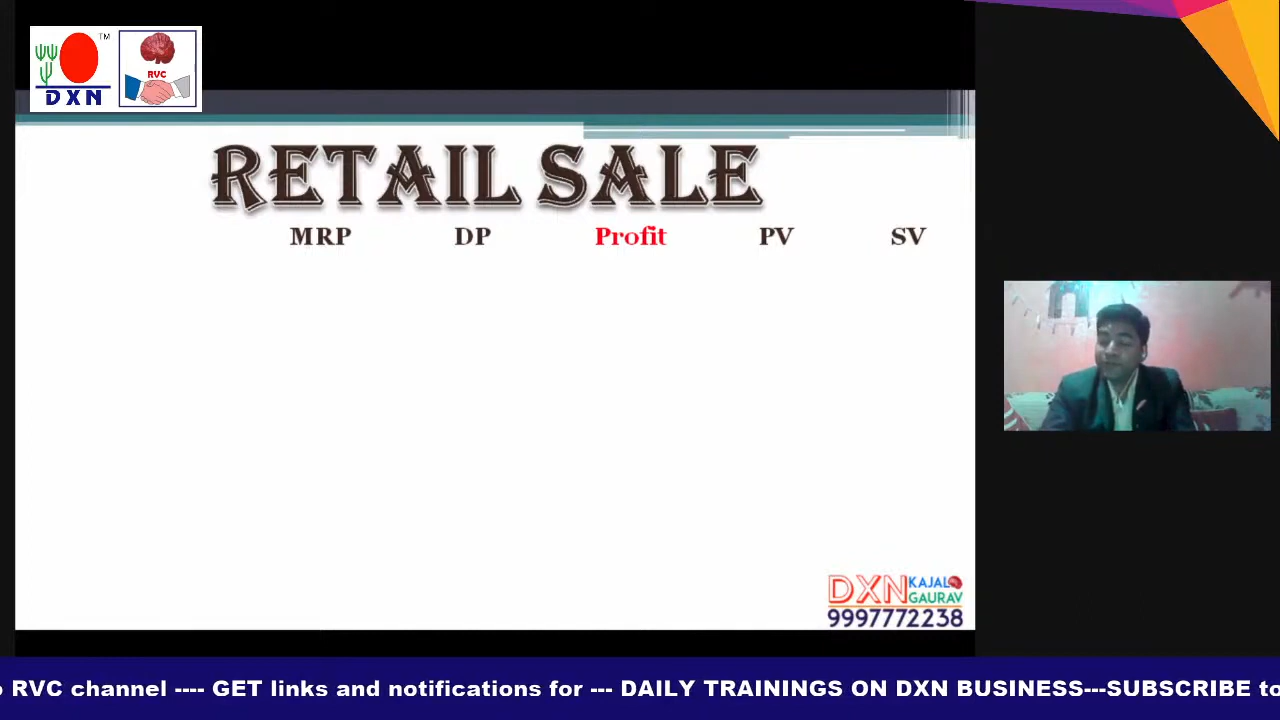 TM
DXN
RVC
RETAIL SALE
MRP DP Profit PV SV
DXN KAJAL
GAURAV
9997772238
RVC channel ---- GET links and notifications for --- DAILY TRAININGS ON DXN BUSINESS---SUBSCRIBE to